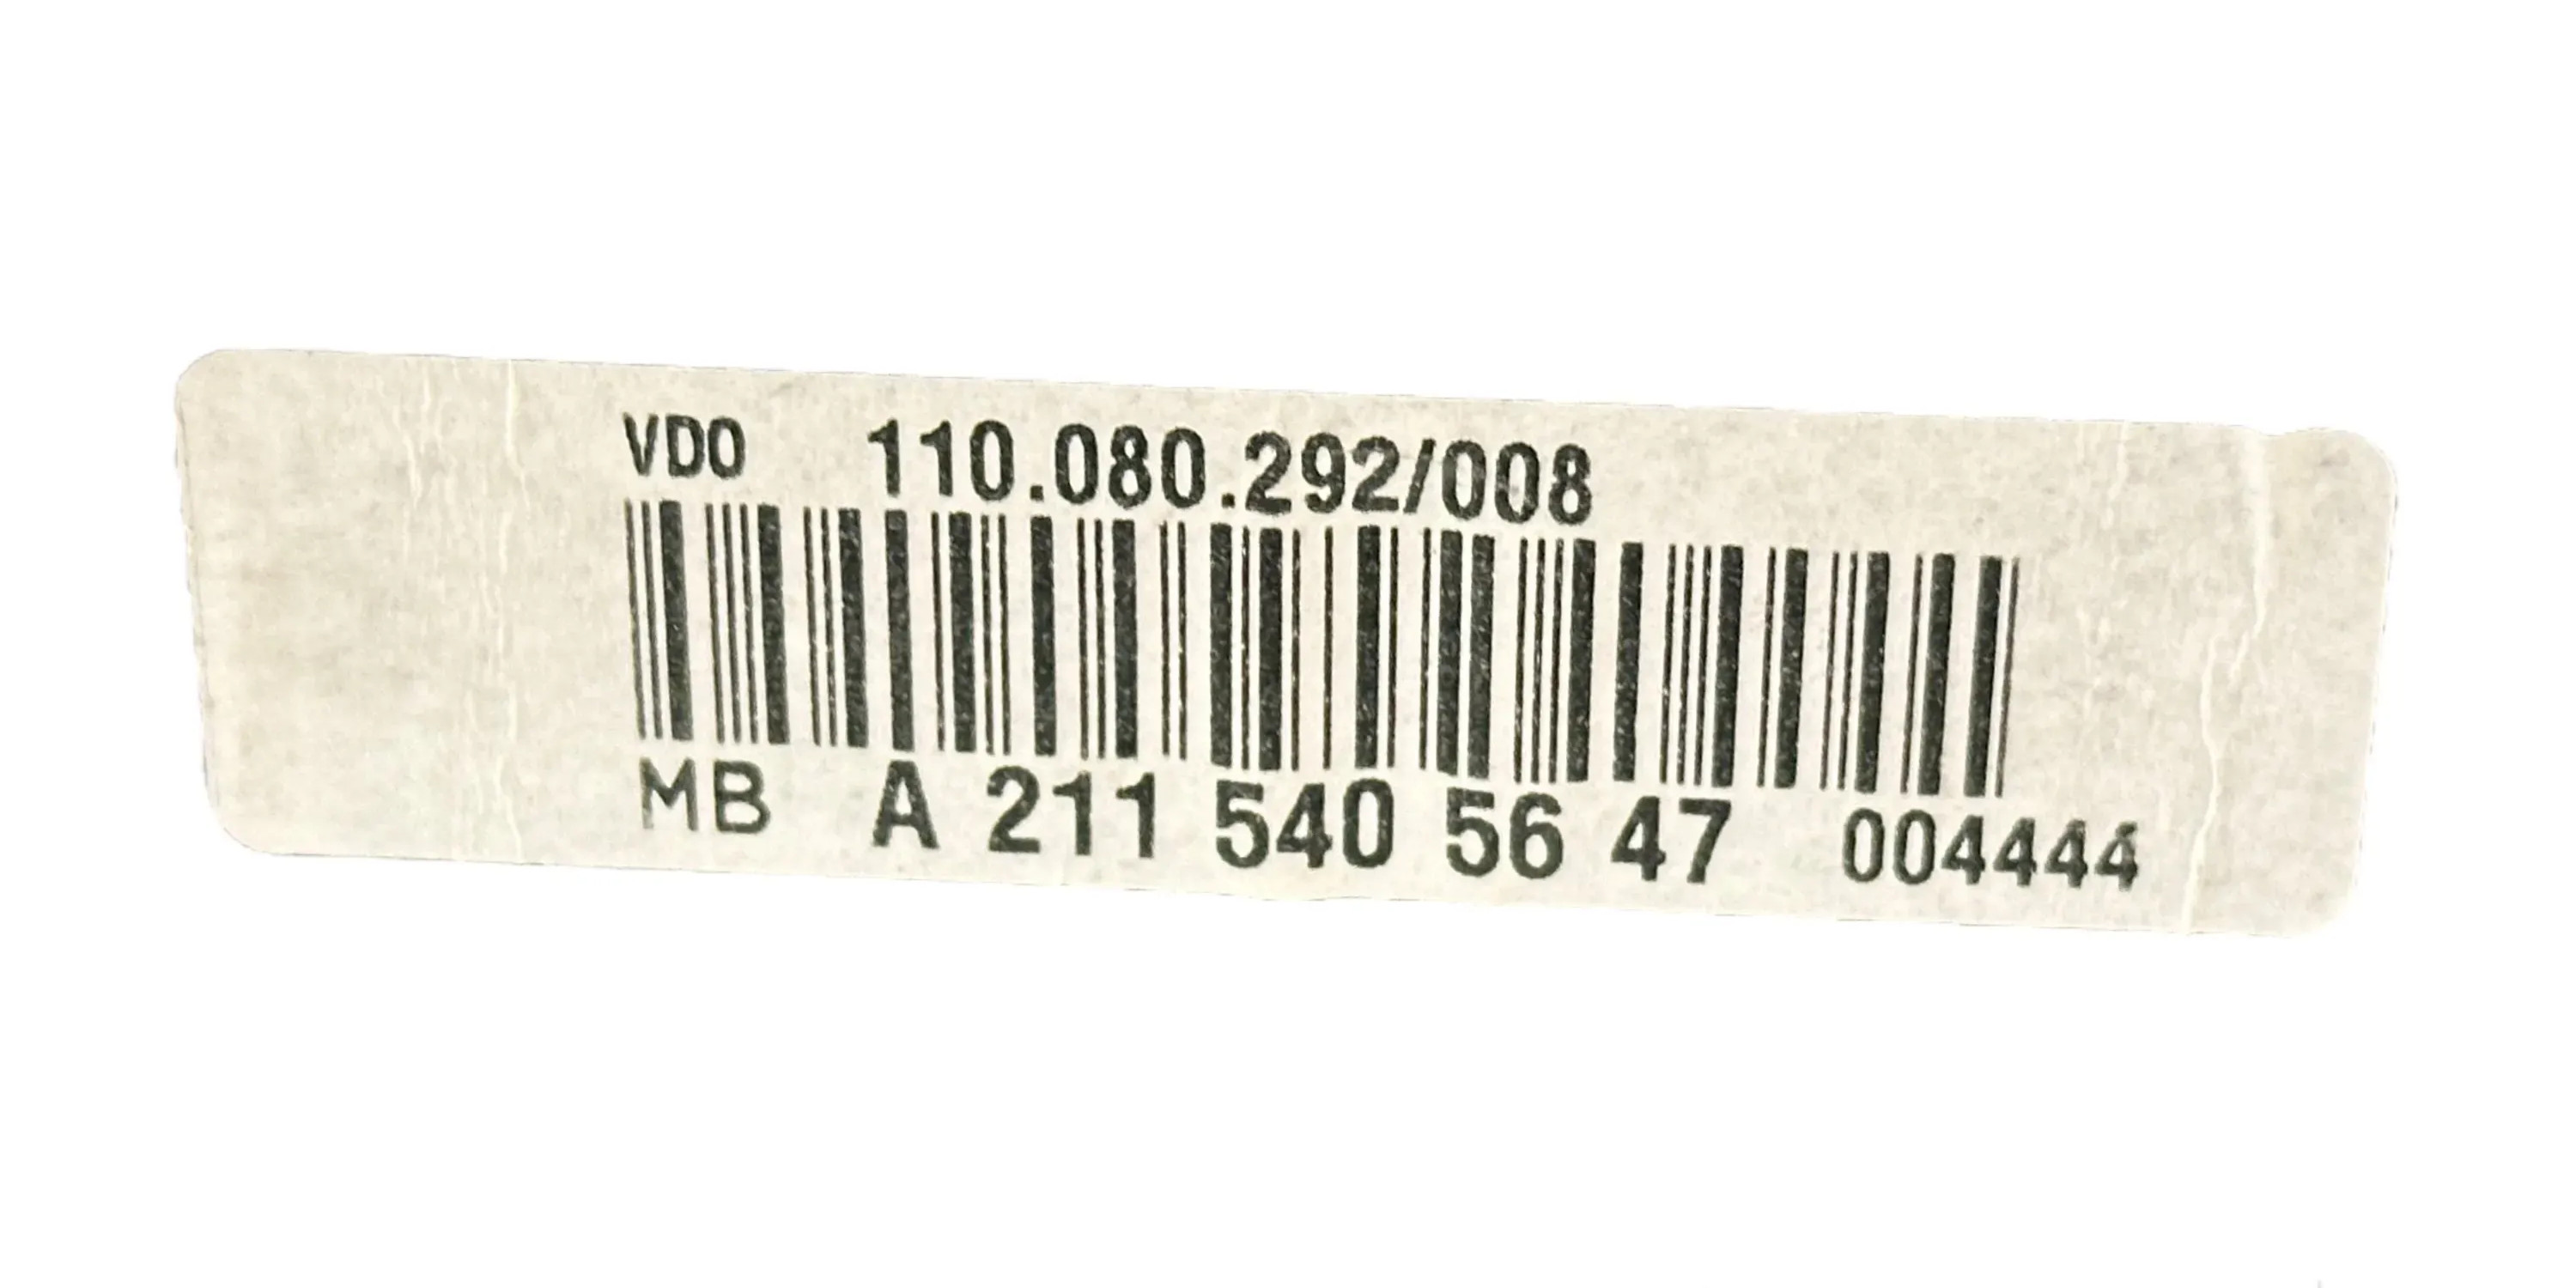 VDO 110.080.292/008
MB A 211 540 56 47 004444